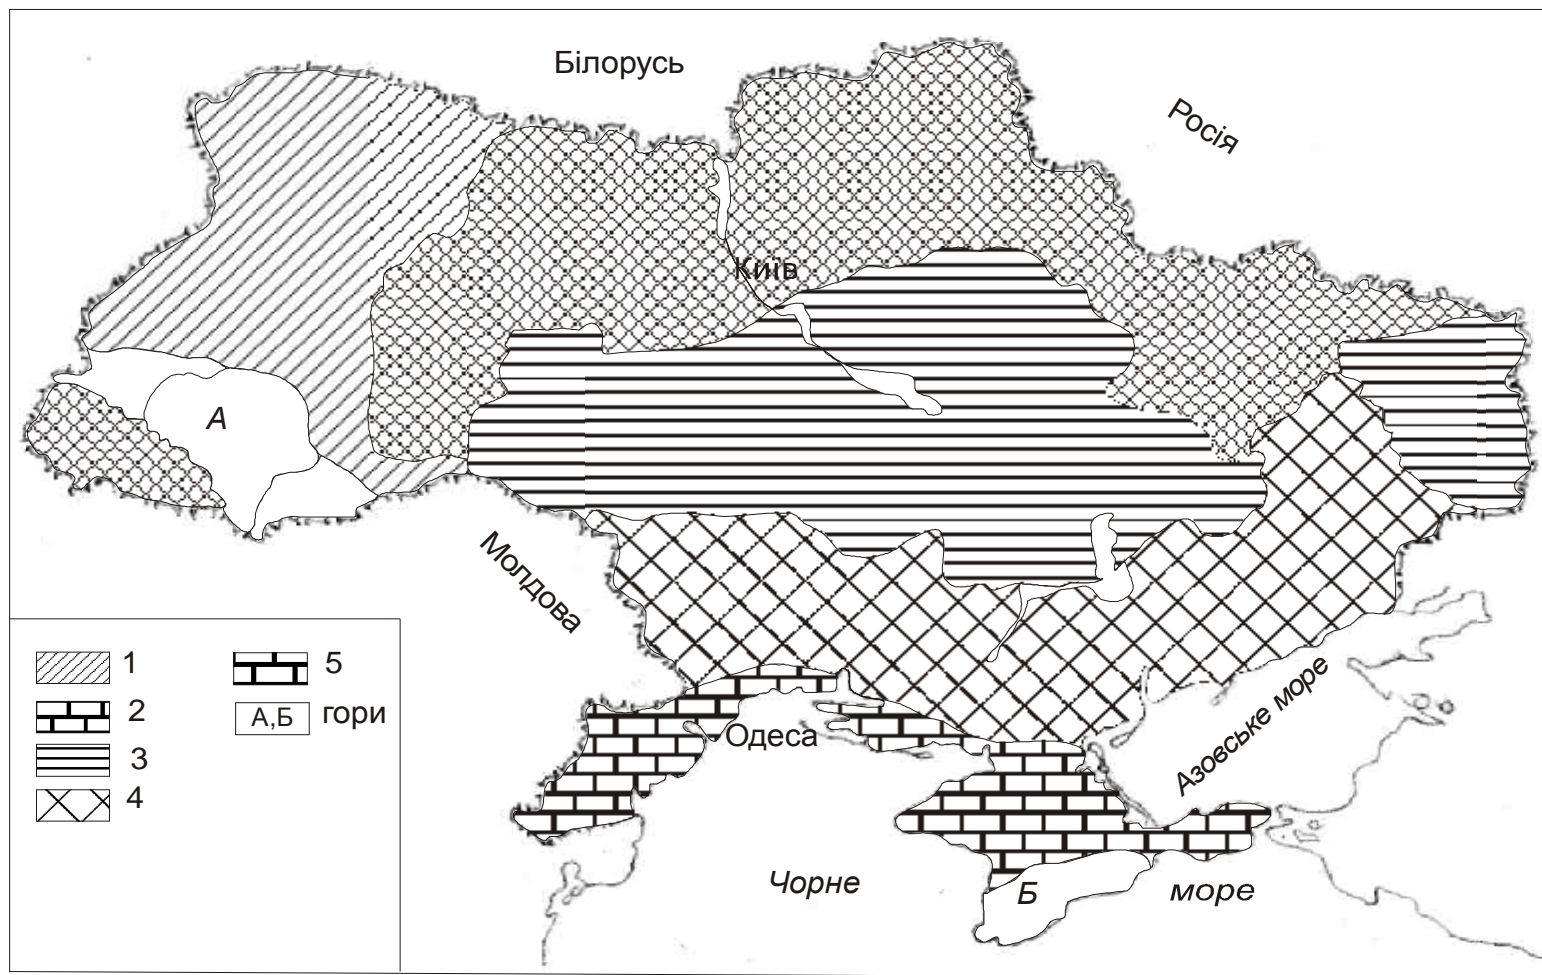 Білорусь
Росія
Київ
А
Молдова
Одеса
Азовське море
Чорне море
Б
1
2
3
4
5
А,Б гори